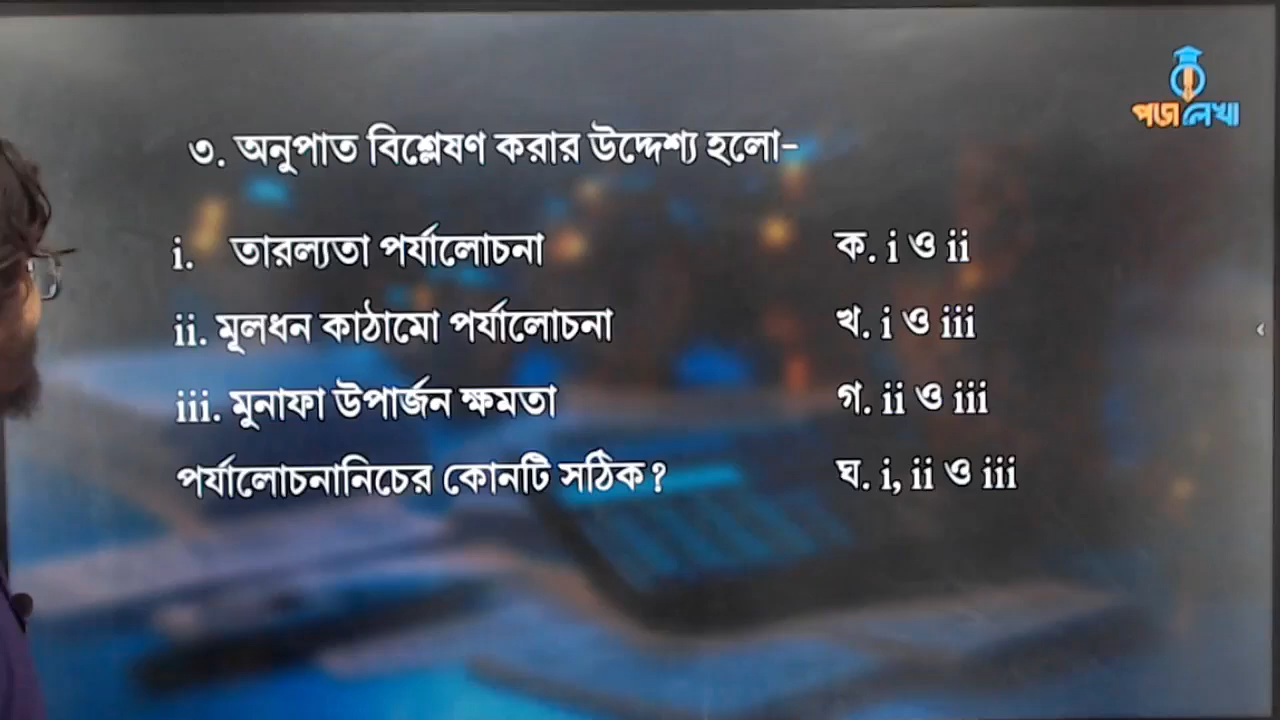 পড়ালেখা
৩. অনুপাত বিশ্লেষণ করার উদ্দেশ্য হলো-
i. তারল্যতা পর্যালোচনা
ii. মূলধন কাঠামো পর্যালোচনা
iii. মুনাফা উপার্জন ক্ষমতা
পর্যালোচনানিচের কোনটি সঠিক?
ক. i ও ii
খ. i ও iii
গ. ii ও iii
ঘ. i, ii ও iii